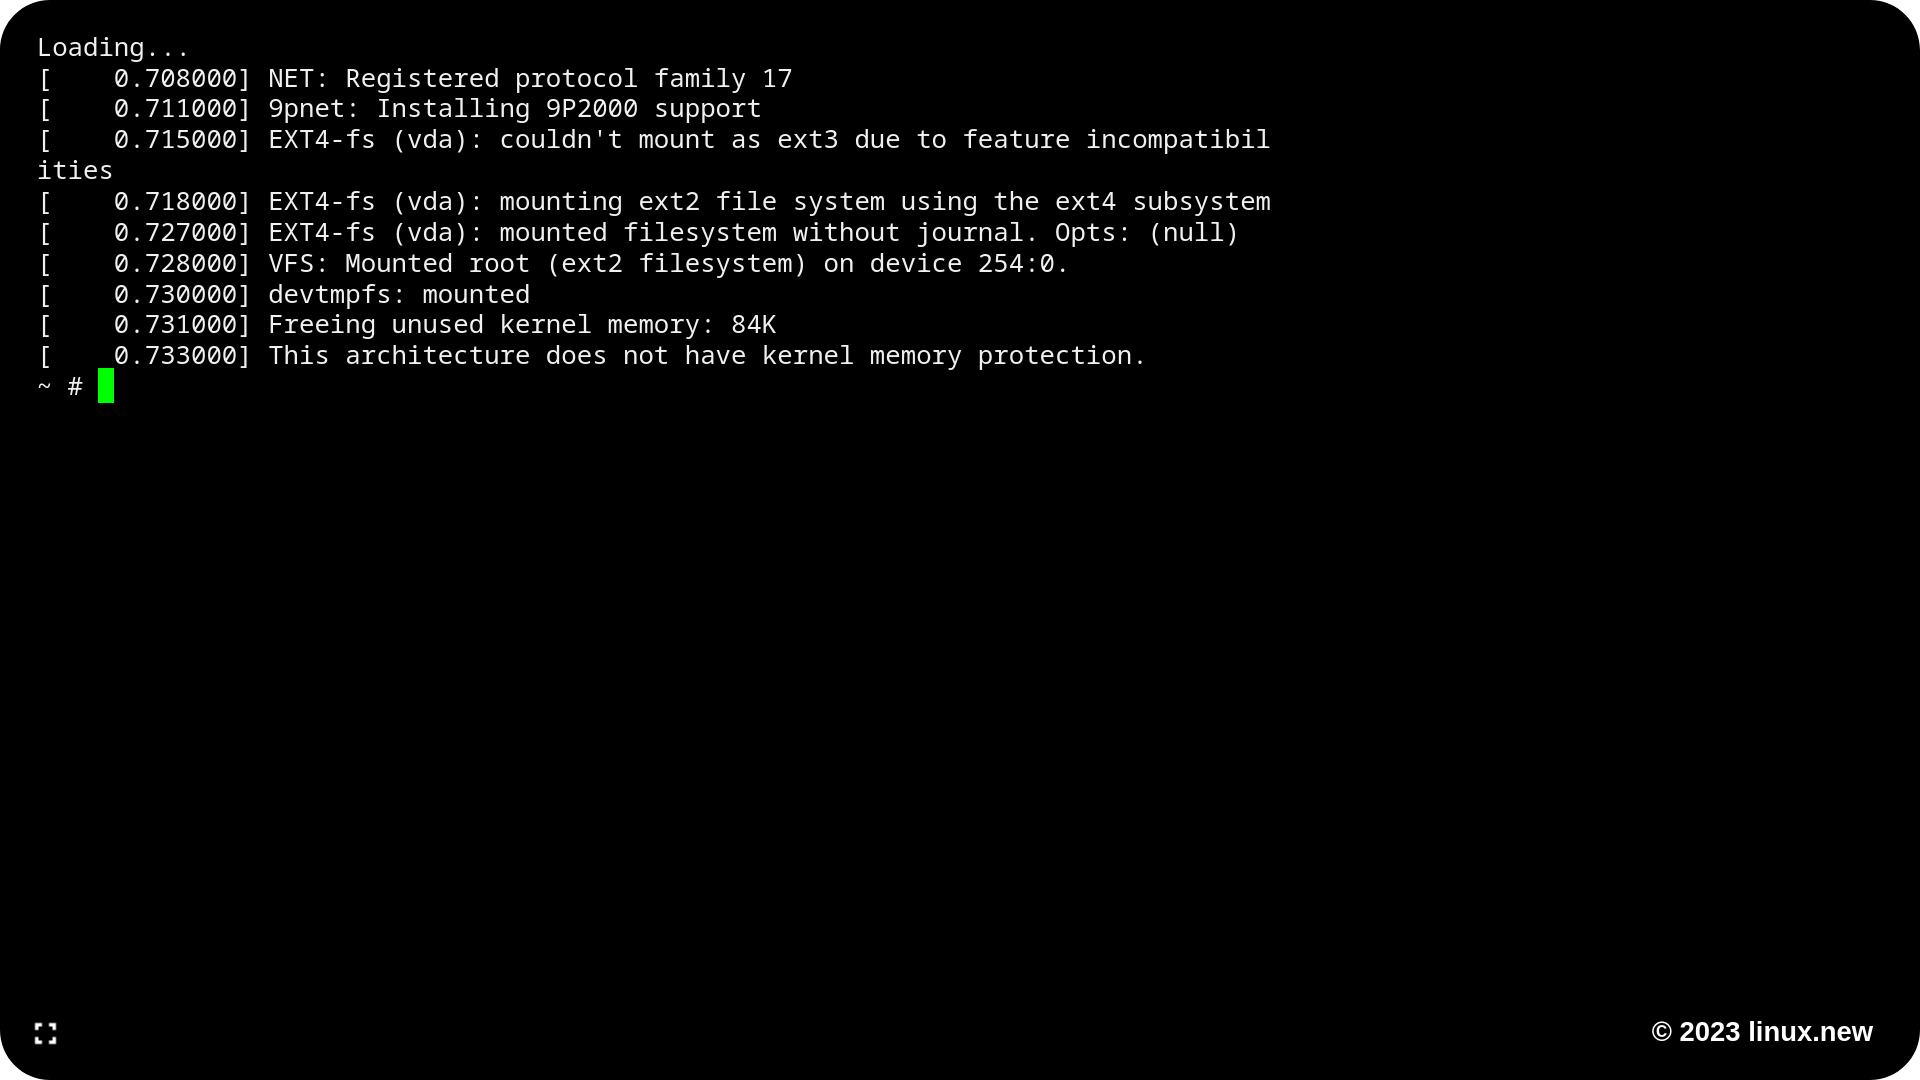 Loading...
[    0.708000] NET: Registered protocol family 17
[    0.711000] 9pnet: Installing 9P2000 support
[    0.715000] EXT4-fs (vda): couldn't mount as ext3 due to feature incompatibil
ities
[    0.718000] EXT4-fs (vda): mounting ext2 file system using the ext4 subsystem
[    0.727000] EXT4-fs (vda): mounted filesystem without journal. Opts: (null)
[    0.728000] VFS: Mounted root (ext2 filesystem) on device 254:0.
[    0.730000] devtmpfs: mounted
[    0.731000] Freeing unused kernel memory: 84K
[    0.733000] This architecture does not have kernel memory protection.
~ #
© 2023 linux.new